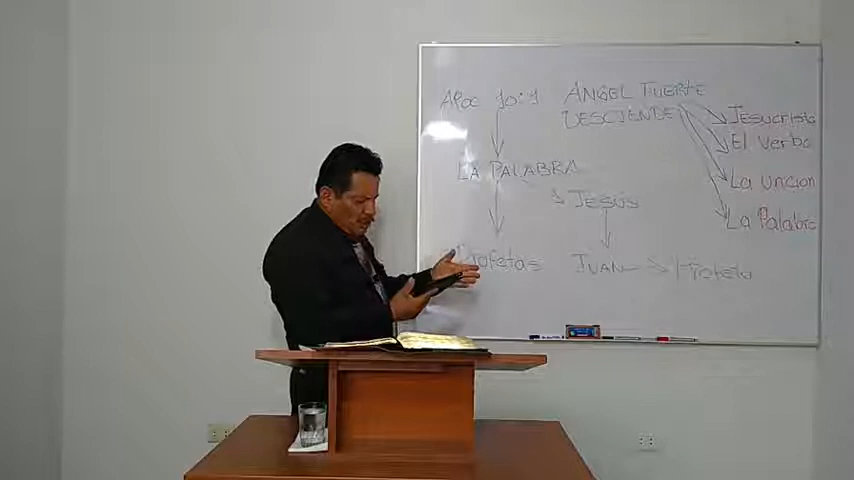 Apoc 10:1
ÁNGEL FUERTE
DESCIENDE
Jesucristo
El Verbo
La unción
La Palabra
LA PALABRA
JESÚS
Profetas
JUAN → Profeta